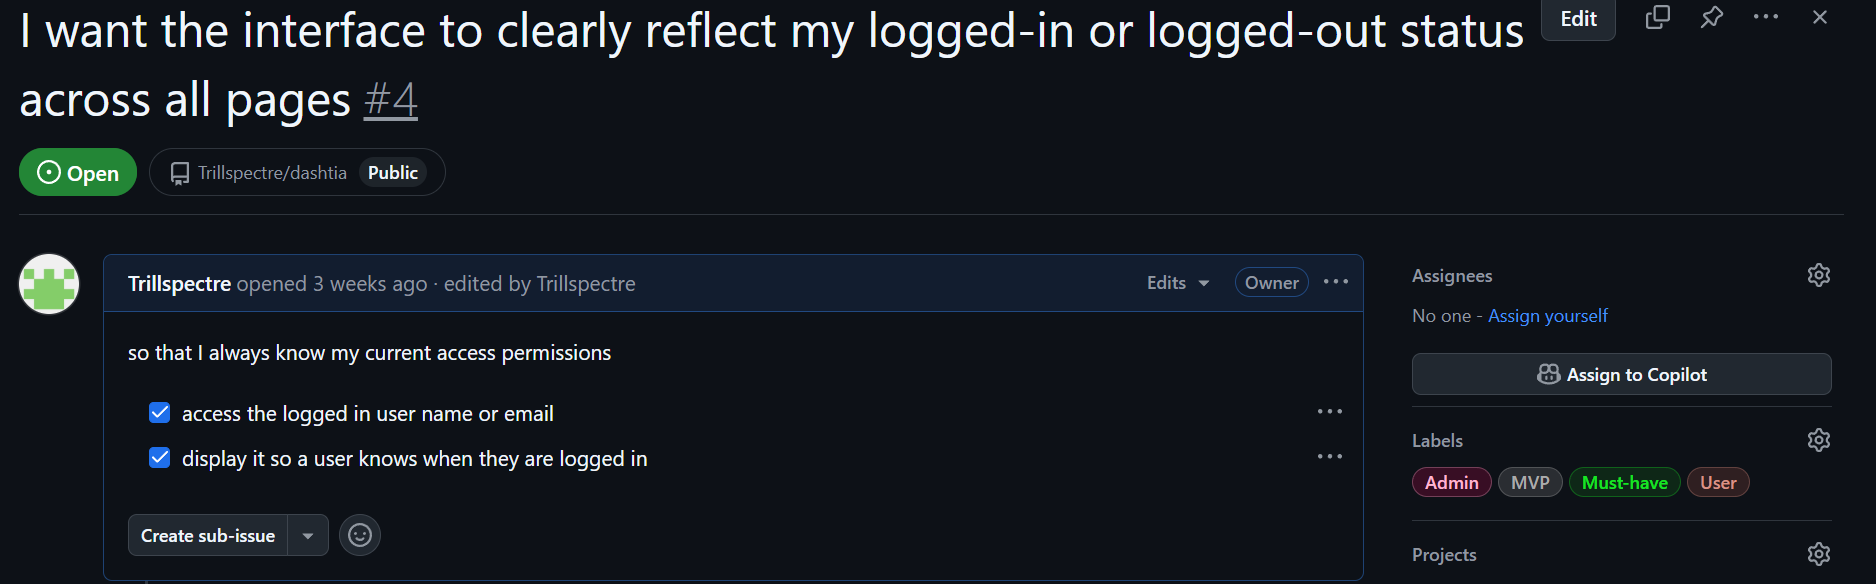 I want the interface to clearly reflect my logged-in or logged-out status
across all pages #4
Edit
Open
Trillspectre/dashtia Public
Trillspectre opened 3 weeks ago · edited by Trillspectre
Edits
Owner
so that I always know my current access permissions
access the logged in user name or email
display it so a user knows when they are logged in
Create sub-issue
Assignees
No one - Assign yourself
Assign to Copilot
Labels
Admin MVP Must-have User
Projects